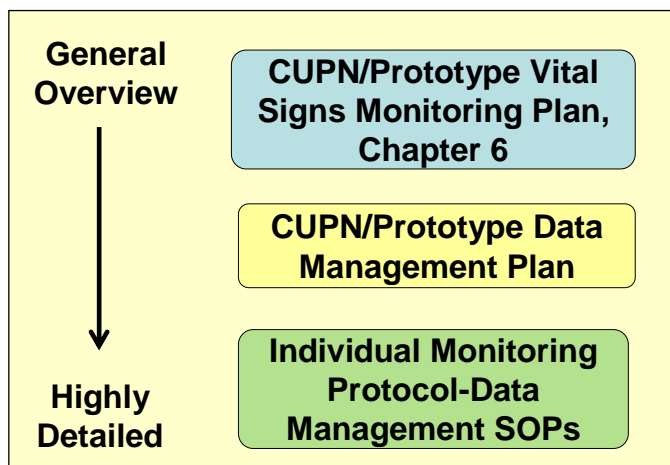 General
Overview
CUPN/Prototype Vital
Signs Monitoring Plan,
Chapter 6
CUPN/Prototype Data
Management Plan
Individual Monitoring
Protocol-Data
Management SOPs
Highly
Detailed